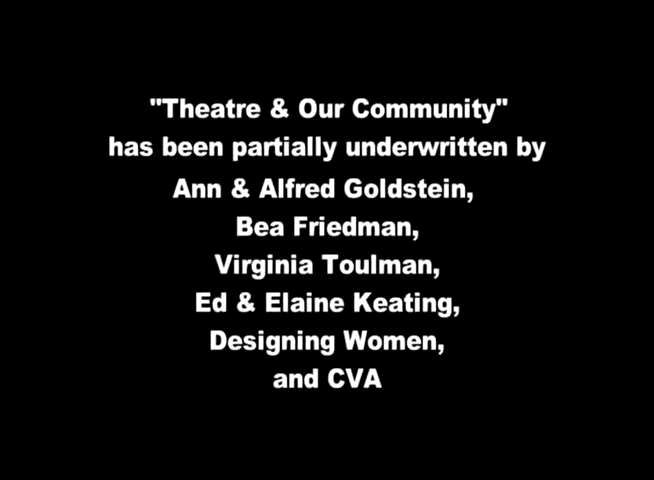 "Theatre & Our Community"
has been partially underwritten by
Ann & Alfred Goldstein,
Bea Friedman,
Virginia Toulman,
Ed & Elaine Keating,
Designing Women,
and CVA